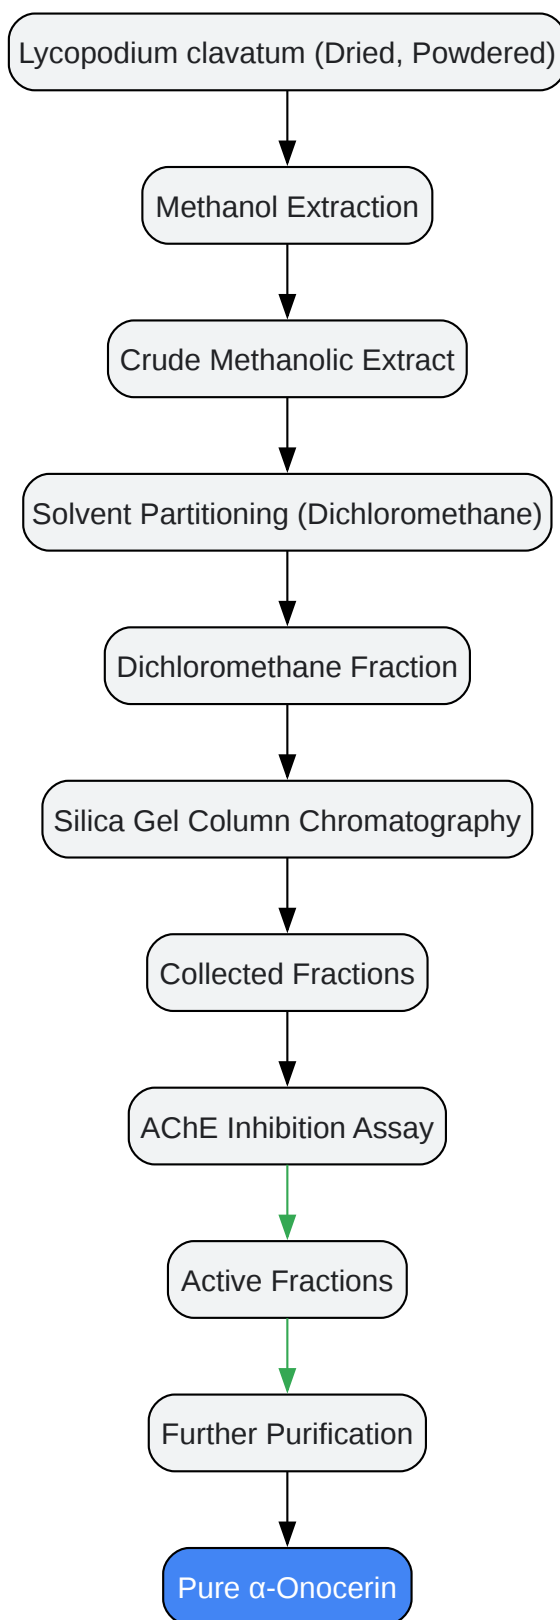 Lycopodium clavatum (Dried, Powdered)
Methanol Extraction
Crude Methanolic Extract
Solvent Partitioning (Dichloromethane)
Dichloromethane Fraction
Silica Gel Column Chromatography
Collected Fractions
AChE Inhibition Assay
Active Fractions
Further Purification
Pure α-Onocerin